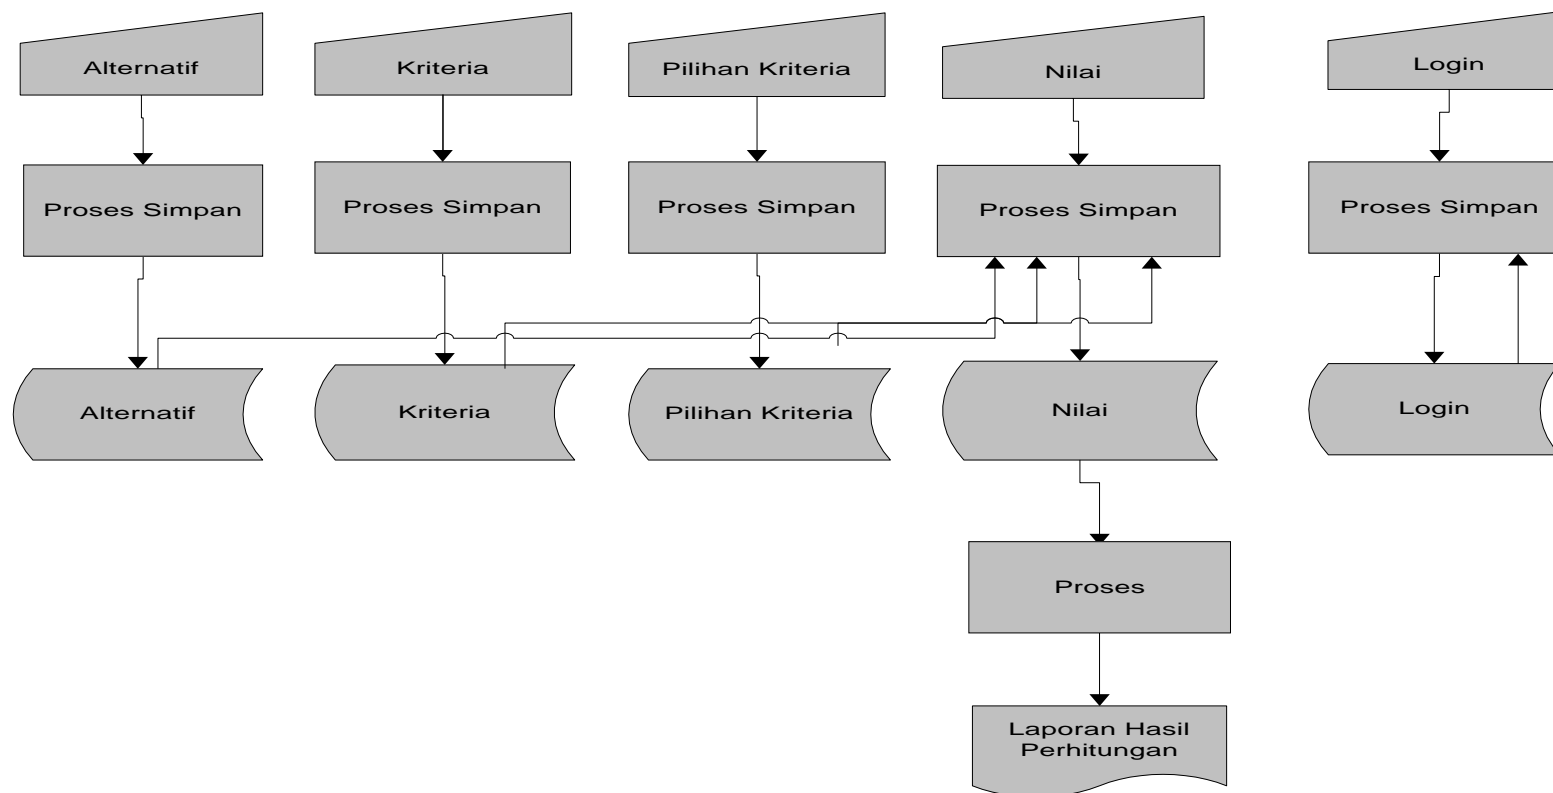 Alternatif
Kriteria
Pilihan Kriteria
Nilai
Login
Proses Simpan
Proses Simpan
Proses Simpan
Proses Simpan
Proses Simpan
Alternatif
Kriteria
Pilihan Kriteria
Nilai
Login
Proses
Laporan Hasil
Perhitungan